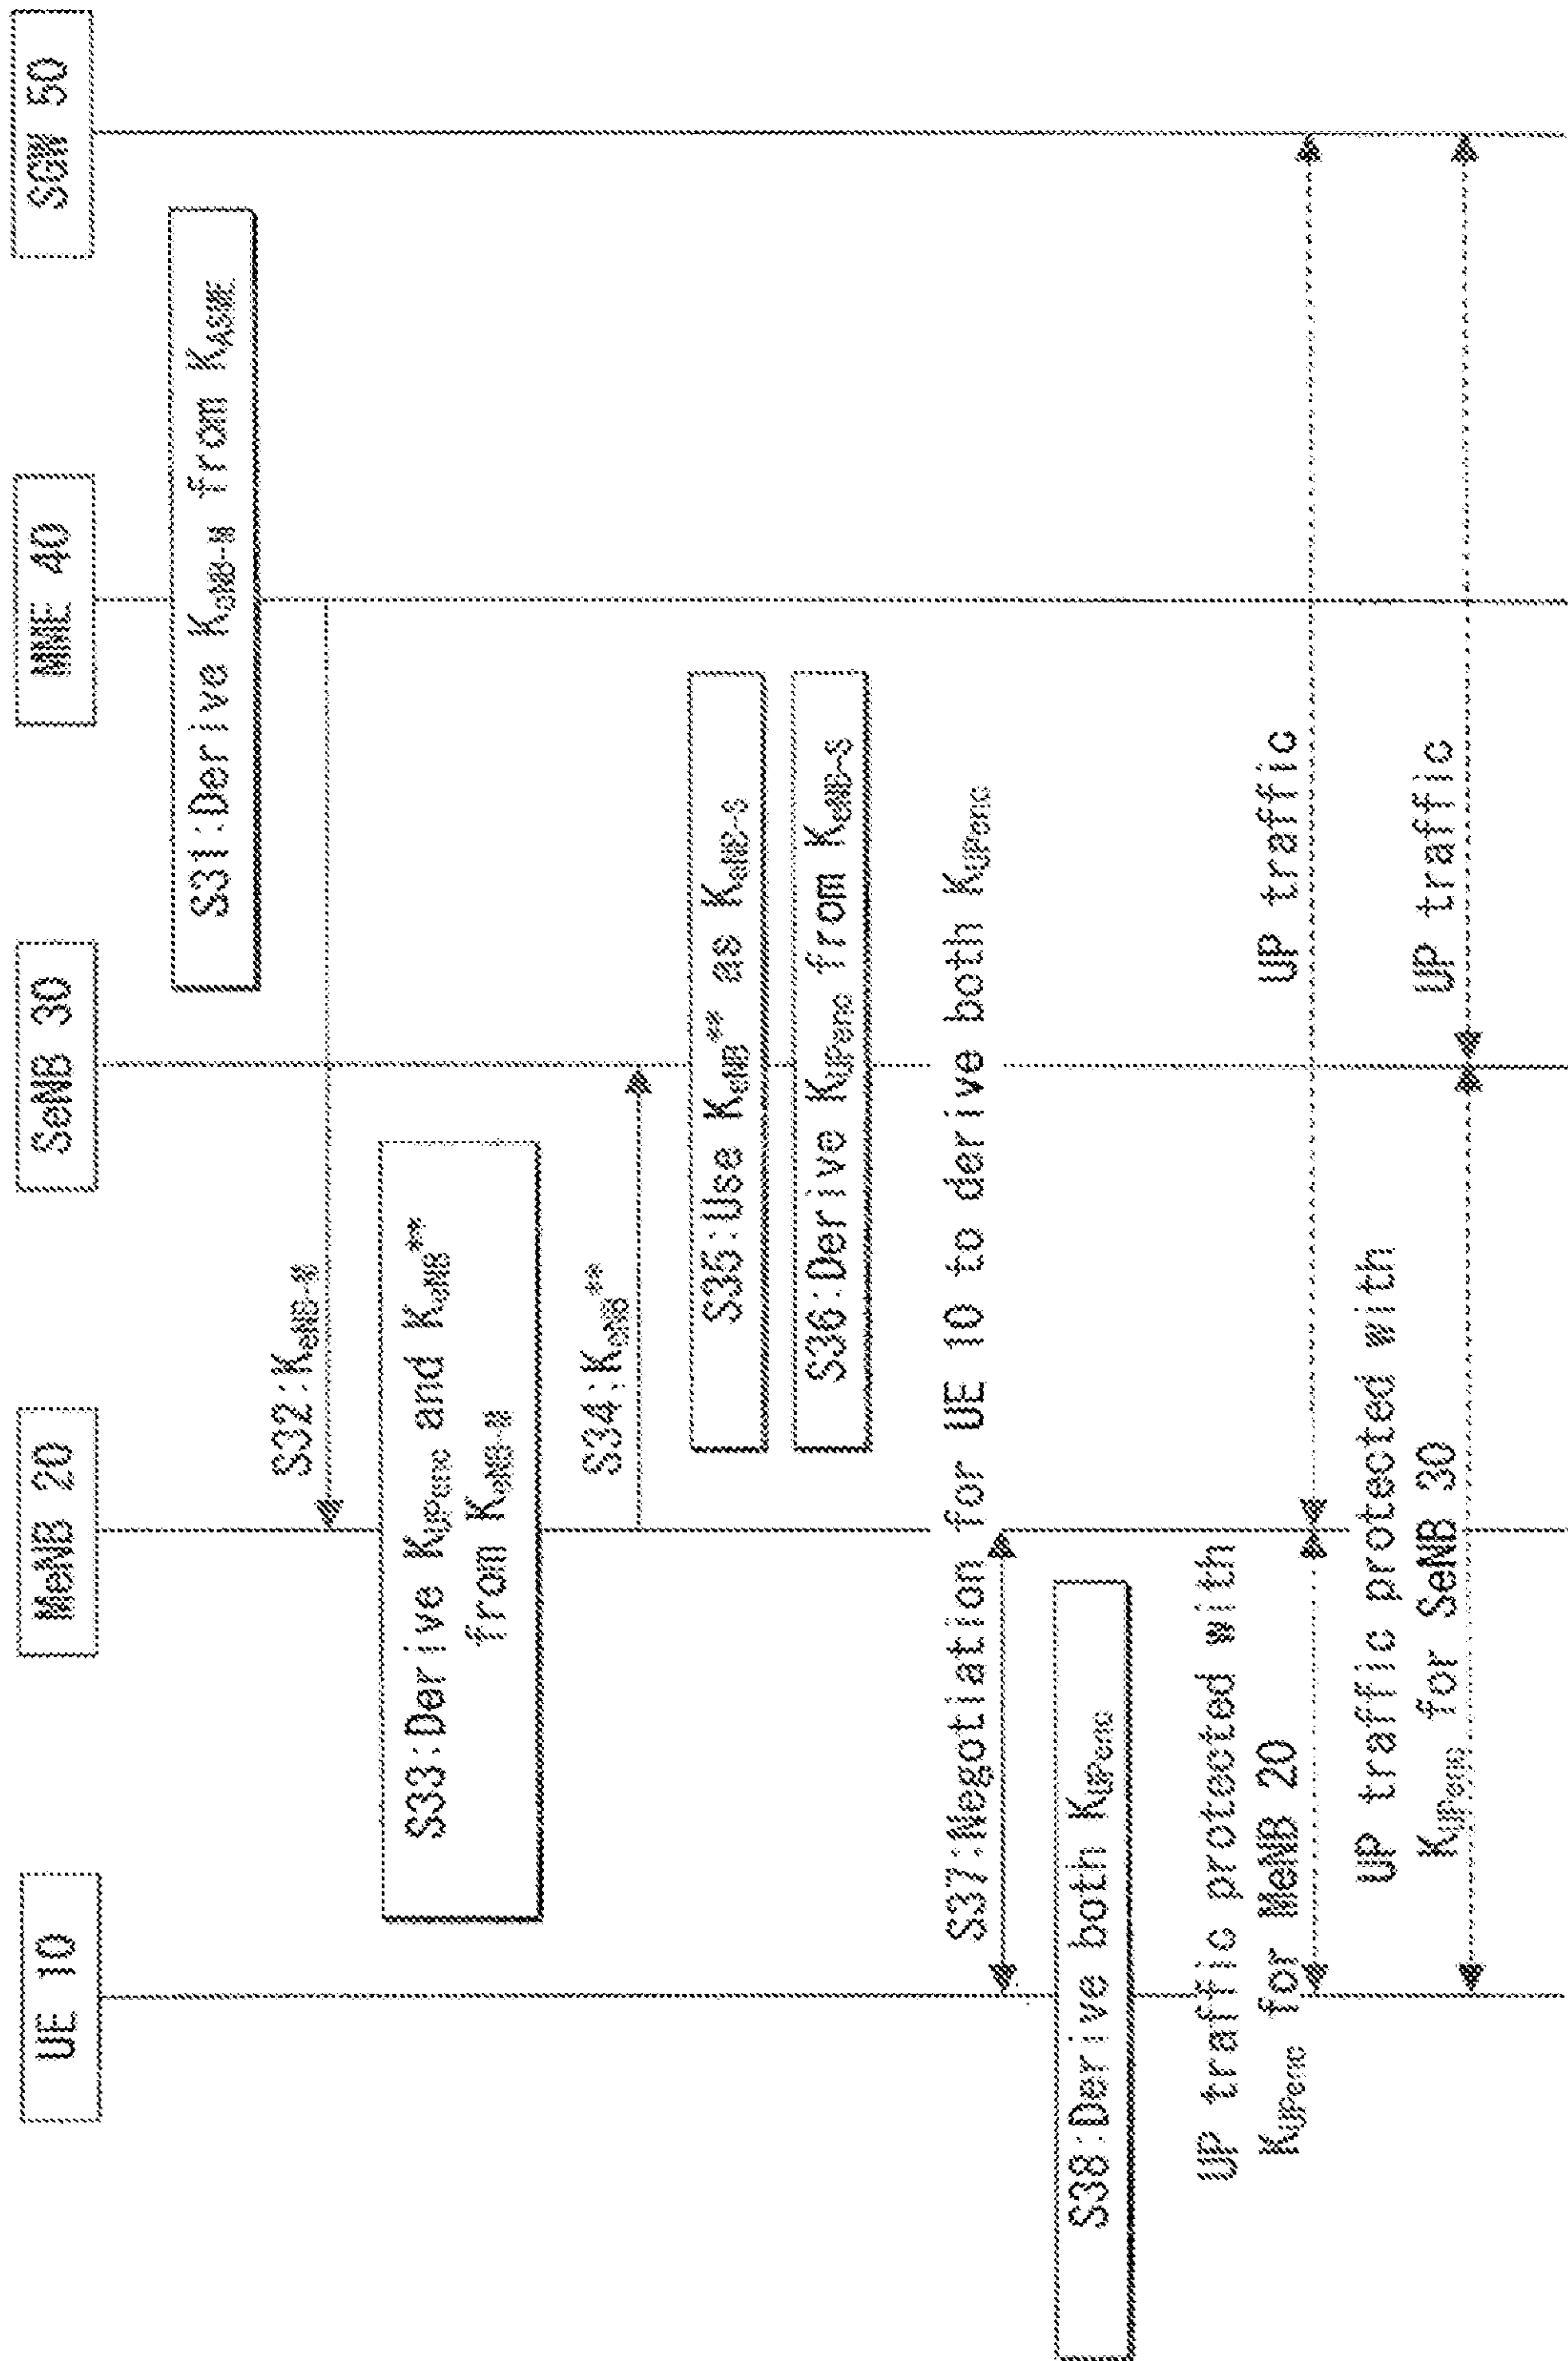 UE 10
MeNB 20
SeNB 30
MME 40
SGW 50
S31:Derive KeNB-M from KASME
S32:KeNB-M
S33:Derive KUPenc and KeNB**
from KeNB-M
S34:KeNB**
S35:Use KeNB** as KeNB-S
S36:Derive KUPenc from KeNB-S
S37:Negotiation for UE 10 to derive both KUPenc
S38:Derive both KUPenc
UP traffic protected with
KUPenc for MeNB 20
UP traffic
UP traffic protected with
KUPenc for SeNB 30
UP traffic